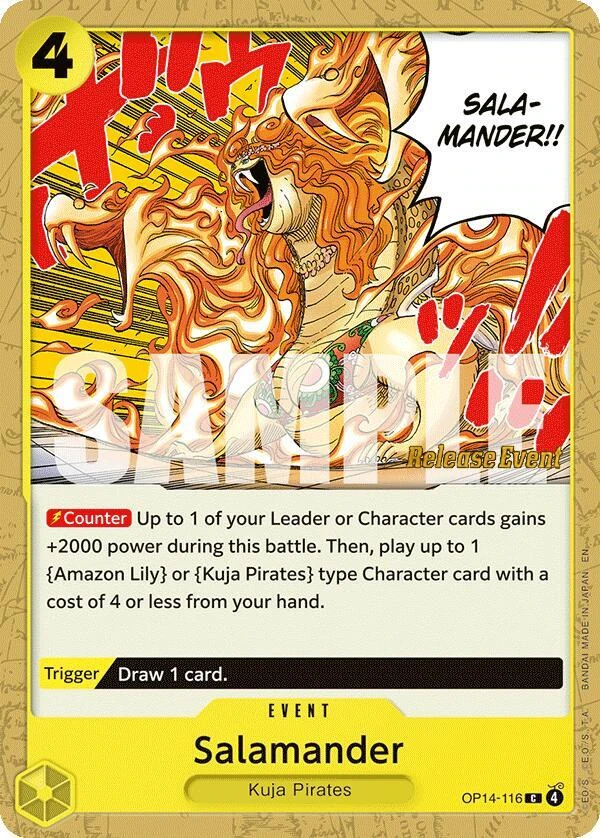 4
SALA-
MANDER!!
SAMPLE
Release Event
Counter Up to 1 of your Leader or Character cards gains
+2000 power during this battle. Then, play up to 1
{Amazon Lily} or {Kuja Pirates} type Character card with a
cost of 4 or less from your hand.
Trigger Draw 1 card.
EVENT
Salamander
Kuja Pirates
OP14-116 C 4
BANDAI MADE IN JAPAN EN